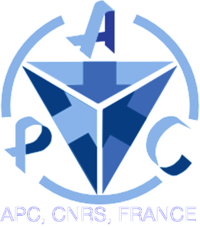 A
P C
APC, CNRS, FRANCE